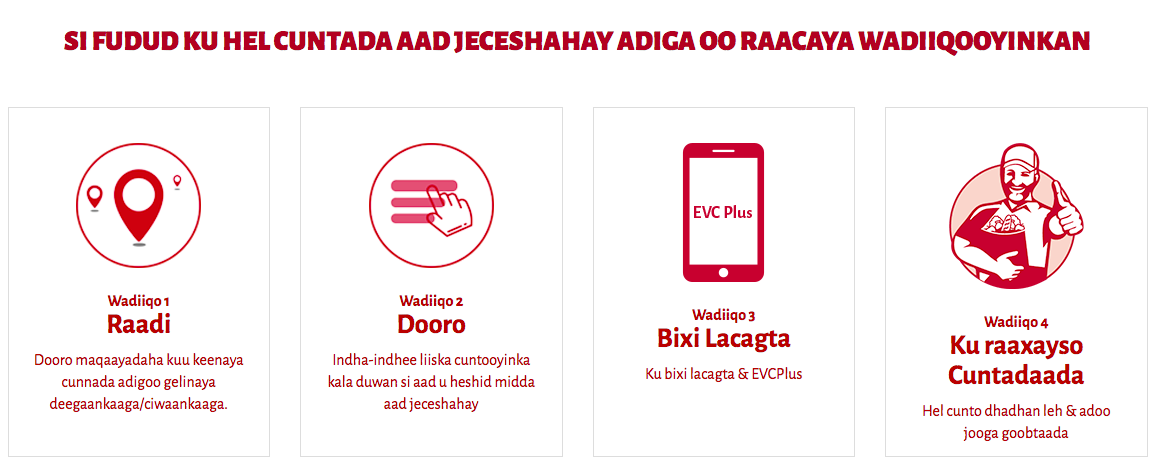 SI FUDUD KU HEL CUNTADA AAD JECESHAHAY ADIGA OO RAACAYA WADIIQOOYINKAN
Wadiiqo 1
Raadi
Dooro maqaayadaha kuu keenaya
cunnada adigoo gelinaya
deegaankaaga/ciwaankaaga.
Wadiiqo 2
Dooro
Indha-indhee liiska cuntooyinka
kala duwan si aad u heshid midda
aad jeceshahay
EVC Plus
Wadiiqo 3
Bixi Lacagta
Ku bixi lacagta & EVCPlus
Wadiiqo 4
Ku raaxayso
Cuntadaada
Hel cunto dhadhan leh & adoo
jooga goobtaada